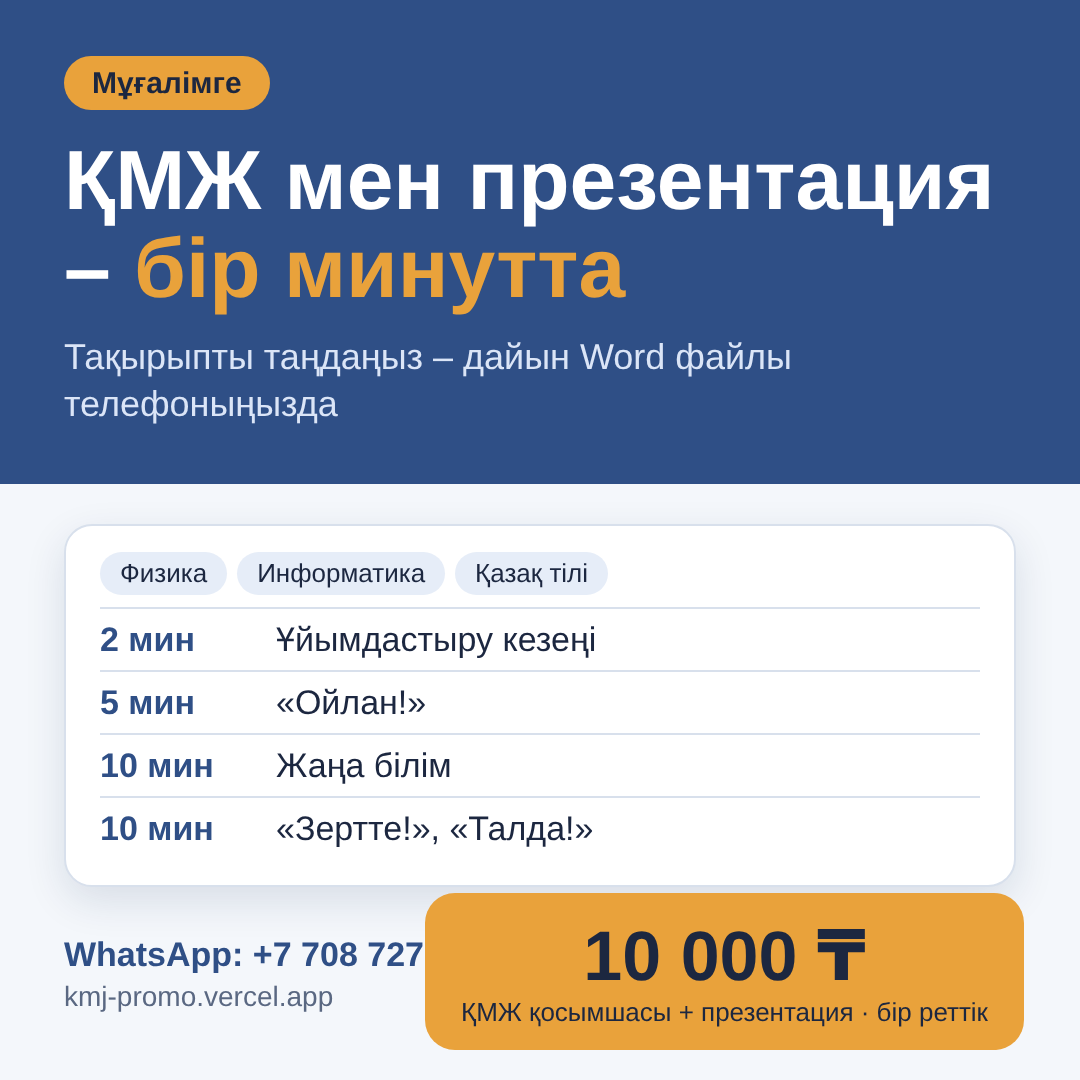 Мұғалімге
ҚМЖ мен презентация
– бір минутта
Тақырыпты таңдаңыз – дайын Word файлы
телефоныңызда
Физика Информатика Қазақ тілі
2 мин Ұйымдастыру кезеңі
5 мин «Ойлан!»
10 мин Жаңа білім
10 мин «Зертте!», «Талда!»
WhatsApp: +7 708 727
kmj-promo.vercel.app
10 000 ₸
ҚМЖ қосымшасы + презентация · бір реттік